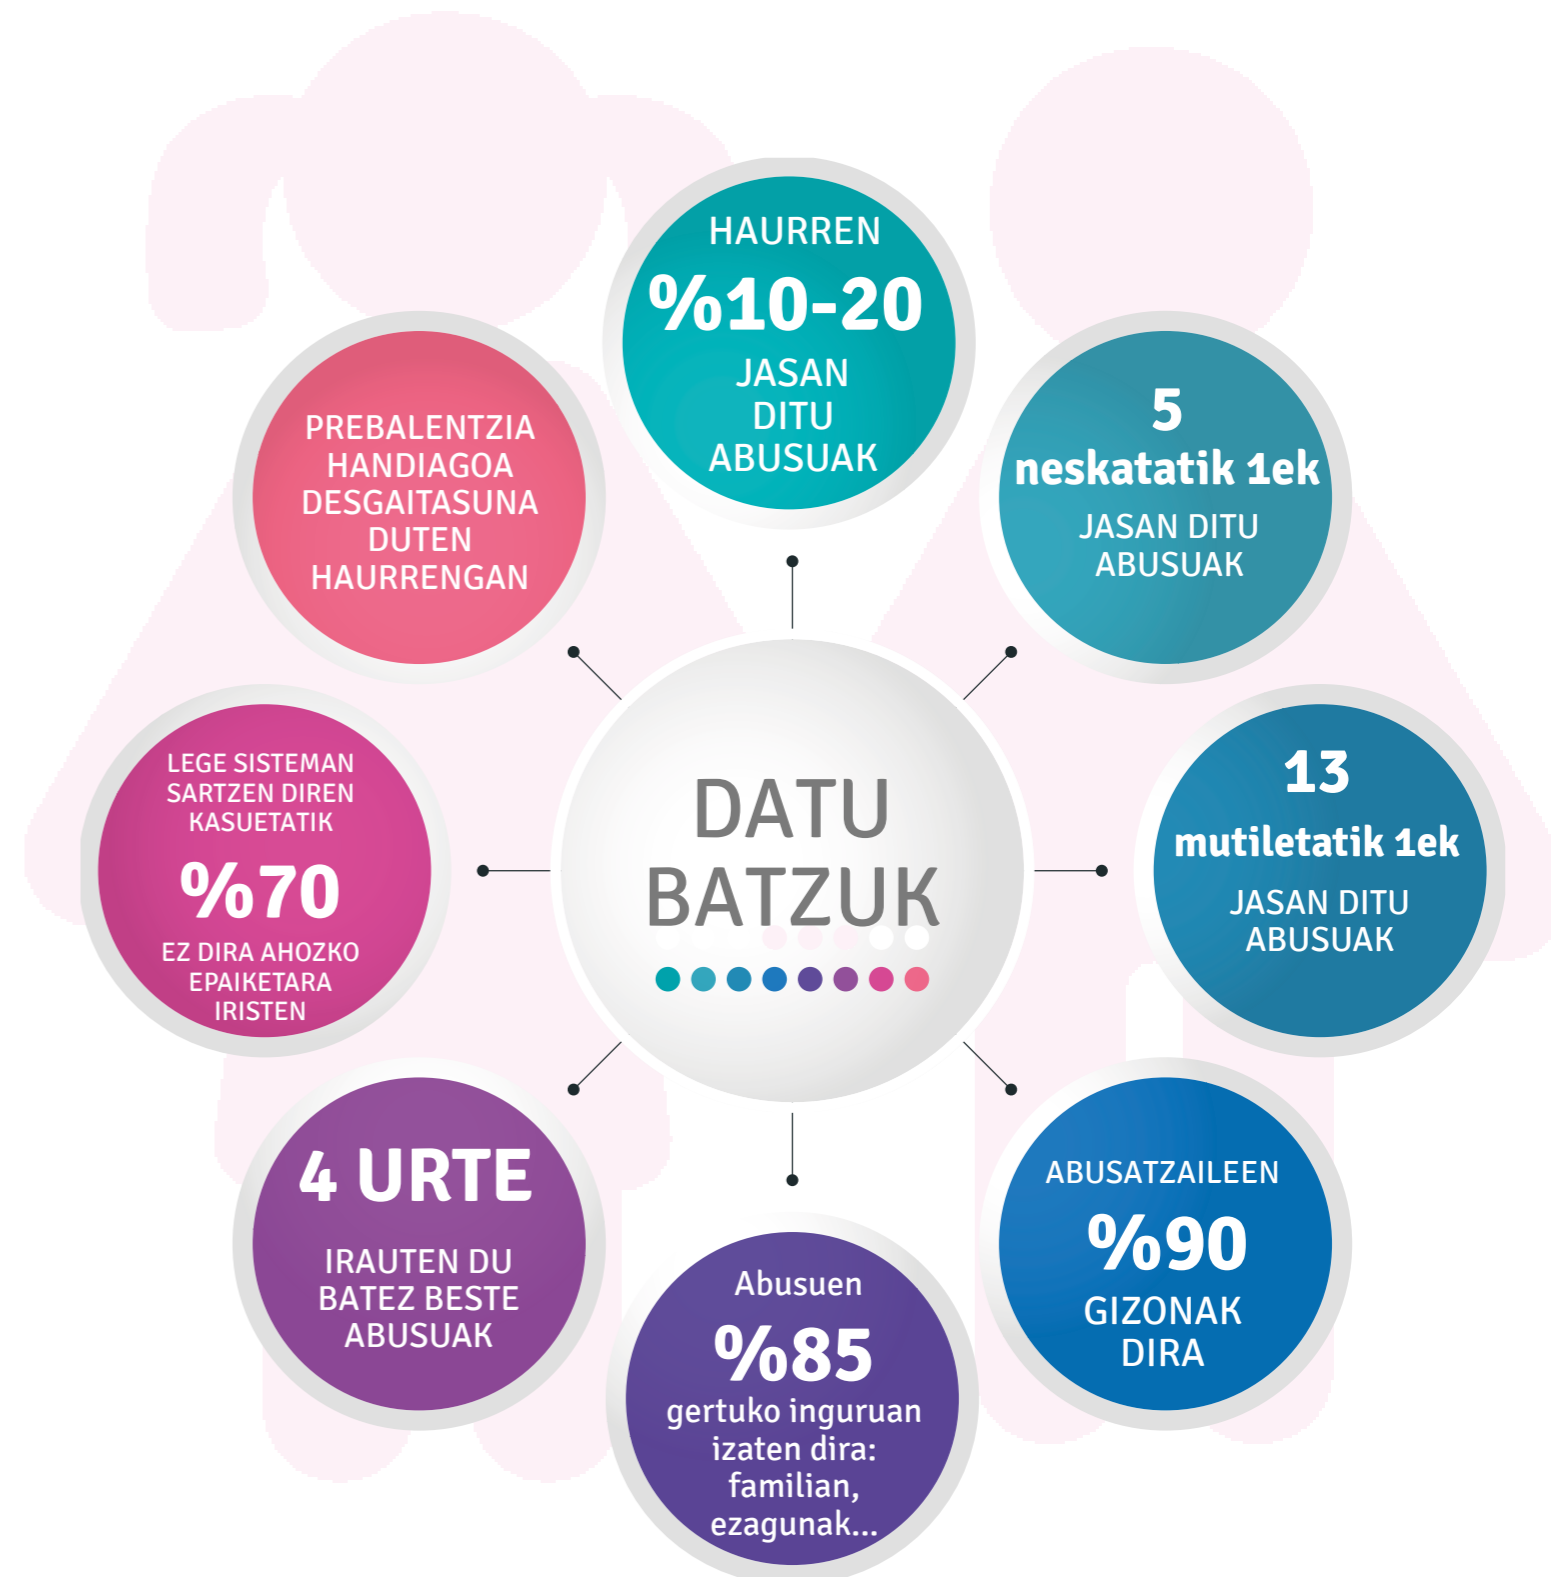 DATU
BATZUK
HAURREN
%10-20
JASAN
DITU
ABUSUAK
5
neskatatik 1ek
JASAN DITU
ABUSUAK
13
mutiletatik 1ek
JASAN DITU
ABUSUAK
ABUSATZAILEEN
%90
GIZONAK
DIRA
Abusuen
%85
gertuko inguruan
izaten dira:
familian,
ezagunak...
4 URTE
IRAUTEN DU
BATEZ BESTE
ABUSUAK
LEGE SISTEMAN
SARTZEN DIREN
KASUETATIK
%70
EZ DIRA AHOZKO
EPAIKETARA
IRISTEN
PREBALENTZIA
HANDIAGOA
DESGAITASUNA
DUTEN
HAURRENGAN